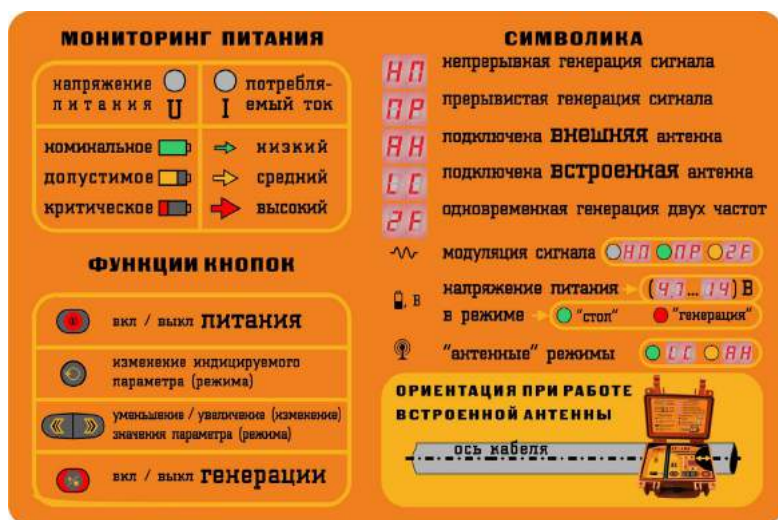 МОНИТОРИНГ ПИТАНИЯ
напряжение питания U
I потребля-емый ток
номинальное
низкий
допустимое
средний
критическое
высокий
ФУНКЦИИ КНОПОК
вкл / выкл питания
изменение индицируемого
параметра (режима)
уменьшение / увеличение (изменение)
значения параметра (режима)
вкл / выкл генерации
СИМВОЛИКА
НП непрерывная генерация сигнала
ПР прерывистая генерация сигнала
АН подключена внешняя антенна
LC подключена встроенная антенна
2F одновременная генерация двух частот
модуляция сигнала НП ПР 2F
, В напряжение питания (4
... 14) В
в режиме "стоп" "генерация"
"антенные" режимы LC АН
ОРИЕНТАЦИЯ ПРИ РАБОТЕ
ВСТРОЕННОЙ АНТЕННЫ
ось кабеля